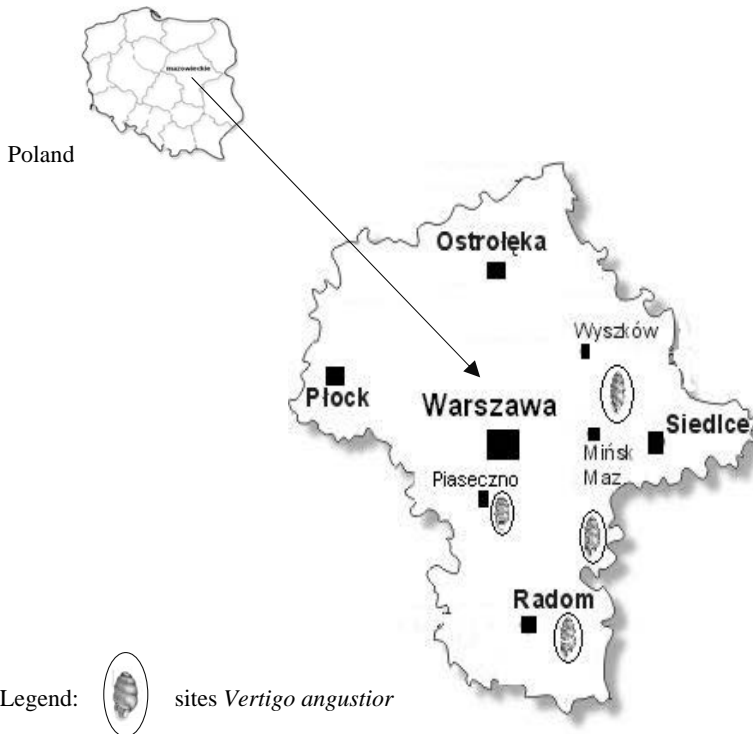 mazowieckie
Poland
Ostrołęka
Wyszków
Płock
Warszawa
Siedlce
Mińsk
Maz.
Piaseczno
Radom
Legend: sites Vertigo angustior